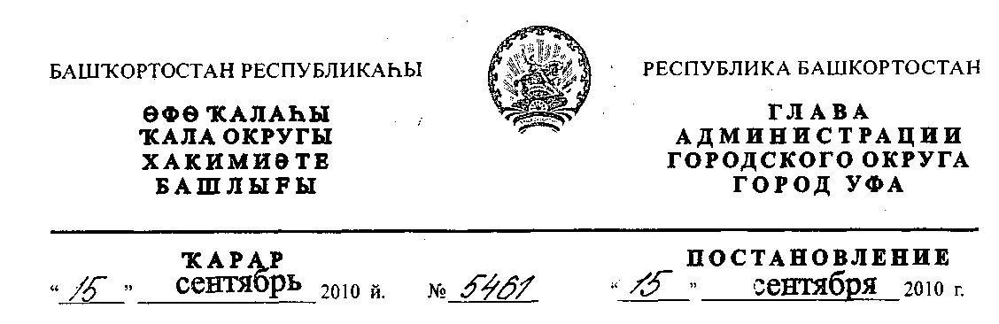 БАШҠОРТОСТАН РЕСПУБЛИКАҺЫ
ӨФӨ ҠАЛАҺЫ
ҠАЛА ОКРУГЫ
ХАКИМИӘТЕ
БАШЛЫҒЫ
РЕСПУБЛИКА БАШКОРТОСТАН
ГЛАВА
АДМИНИСТРАЦИИ
ГОРОДСКОГО ОКРУГА
ГОРОД УФА
ҠАРАР
"15" сентябрь 2010 й. № 5461
ПОСТАНОВЛЕНИЕ
"15" сентября 2010 г.